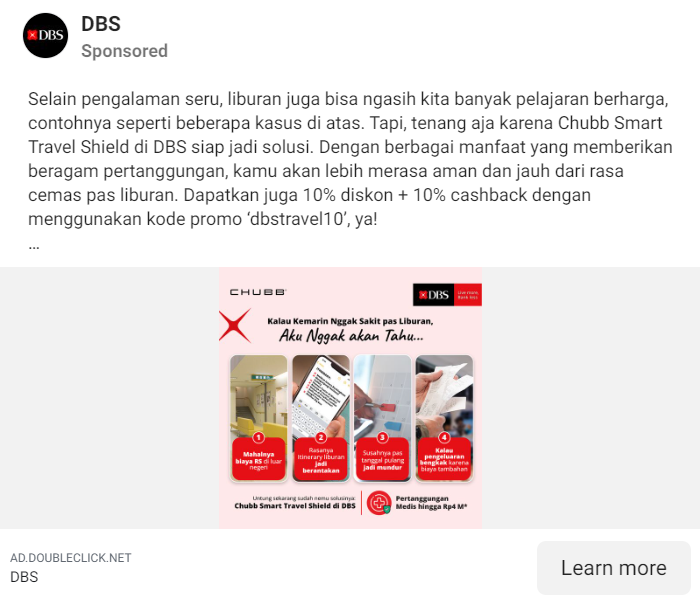 DBS
DBS
Sponsored
Selain pengalaman seru, liburan juga bisa ngasih kita banyak pelajaran berharga,
contohnya seperti beberapa kasus di atas. Tapi, tenang aja karena Chubb Smart
Travel Shield di DBS siap jadi solusi. Dengan berbagai manfaat yang memberikan
beragam pertanggungan, kamu akan lebih merasa aman dan jauh dari rasa
cemas pas liburan. Dapatkan juga 10% diskon + 10% cashback dengan
menggunakan kode promo ‘dbstravel10’, ya!
...
CHUBB
DBS
Live more,
Bank less
Kalau Kemarin Nggak Sakit pas Liburan,
Aku Nggak akan Tahu...
1
Mahalnya
biaya RS di luar
negeri
2
Rasanya
itinerary liburan
jadi
berantakan
3
Susahnya pas
tanggal pulang
jadi mundur
4
Kalau
pengeluaran
bengkak karena
biaya tambahan
Untung sekarang sudah nemu solusinya:
Chubb Smart Travel Shield di DBS
Pertanggungan
Medis hingga Rp4 M*
AD.DOUBLECLICK.NET
DBS
Learn more